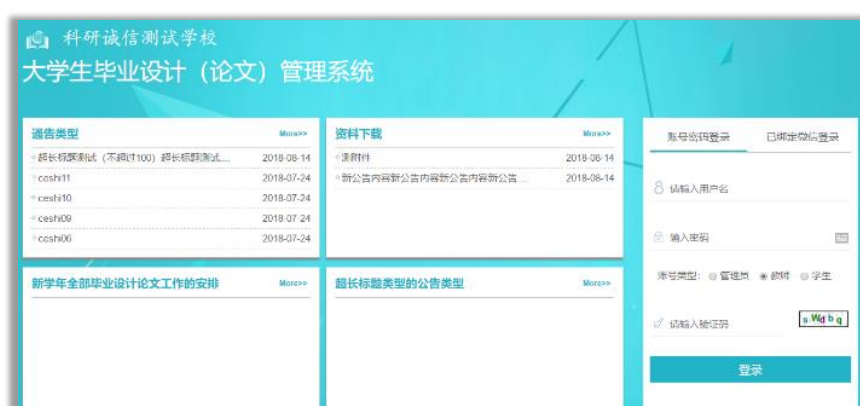 科研诚信测试学校
大学生毕业设计（论文）管理系统
通告类型 More>>
超长标题测试（不超过100）超长标题测试... 2018-08-14
ceshi11 2018-07-24
ceshi10 2018-07-24
ceshi09 2018-07-24
ceshi06 2018-07-24
资料下载 More>>
测附件 2018-08-14
新公告内容新公告内容新公告内容新公告... 2018-08-14
新学年全部毕业设计论文工作的安排 More>>
超长标题类型的公告类型 More>>
账号密码登录 已绑定微信登录
请输入用户名
输入密码
账号类型: 管理员 教师 学生
请输入验证码 s Wd b q
登录